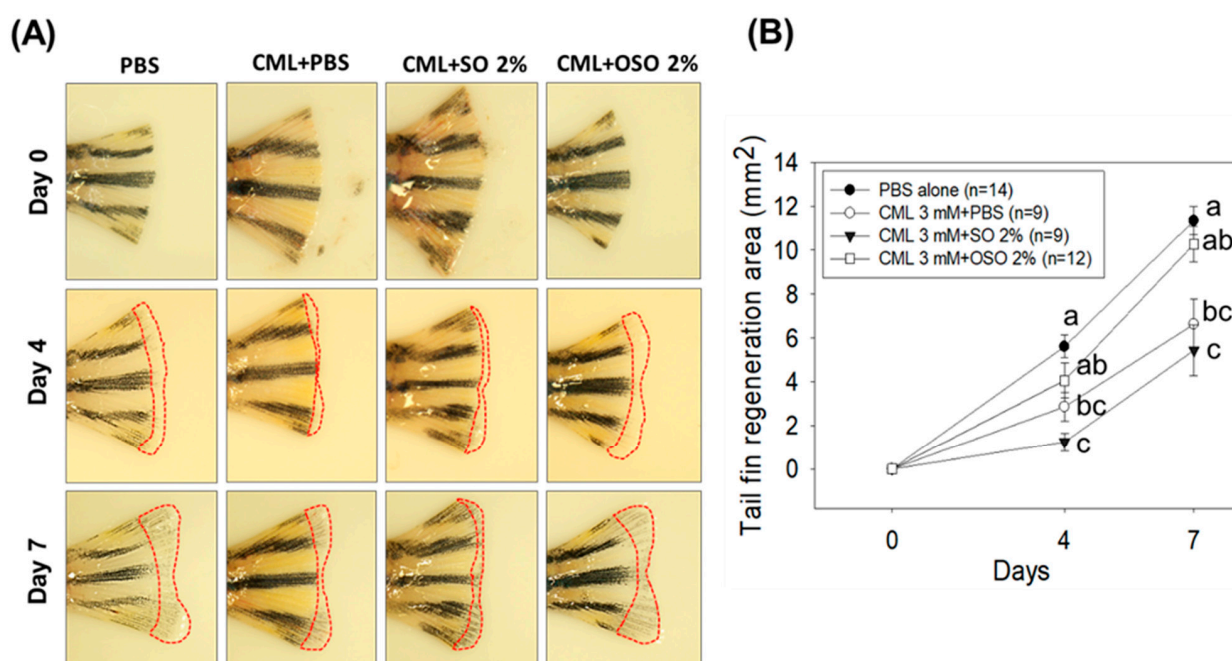 (A)
PBS
CML+PBS
CML+SO 2%
CML+OSO 2%
Day 0
Day 4
Day 7
(B)
Tail fin regeneration area (mm²)
14
12
10
8
6
4
2
0
PBS alone (n=14)
CML 3 mM+PBS (n=9)
CML 3 mM+SO 2% (n=9)
CML 3 mM+OSO 2% (n=12)
a
ab
bc
c
a
ab
bc
c
0
4
7
Days